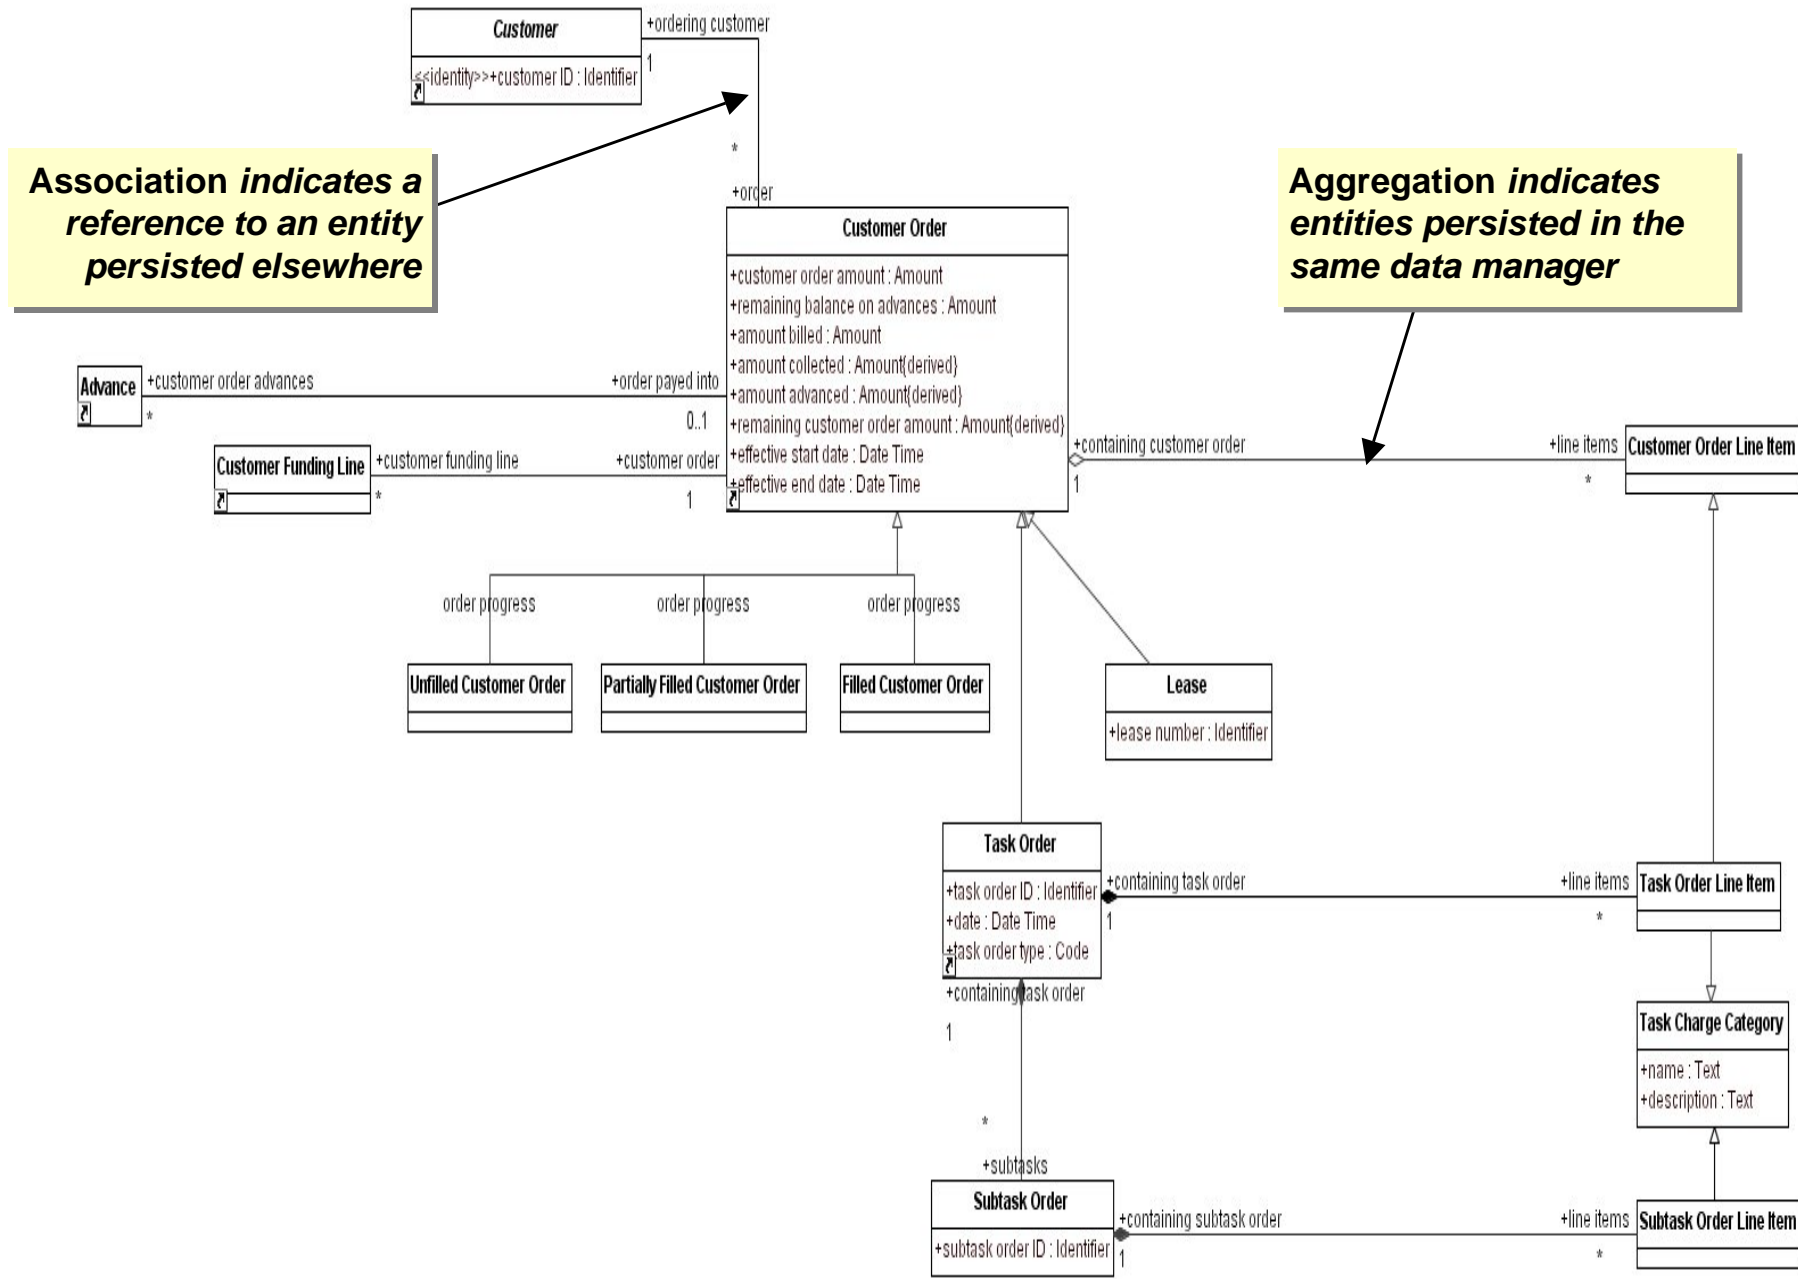 Customer
<<identity>>+customer ID : Identifier
+ordering customer
1
*
+order
Association indicates a
reference to an entity
persisted elsewhere
Aggregation indicates
entities persisted in the
same data manager
Customer Order
+customer order amount : Amount
+remaining balance on advances : Amount
+amount billed : Amount
+amount collected : Amount{derived}
+amount advanced : Amount{derived}
+remaining customer order amount : Amount{derived}
+effective start date : Date Time
+effective end date : Date Time
Advance
+customer order advances
*
+order payed into
0..1
Customer Funding Line
+customer funding line
*
+customer order
1
+containing customer order
1
+line items
*
Customer Order Line Item
order progress
order progress
order progress
Unfilled Customer Order
Partially Filled Customer Order
Filled Customer Order
Lease
+lease number : Identifier
Task Order
+task order ID : Identifier
+date : Date Time
+task order type : Code
+containing task order
1
+line items
*
Task Order Line Item
+containing task order
1
*
+subtasks
Task Charge Category
+name : Text
+description : Text
Subtask Order
+subtask order ID : Identifier
+containing subtask order
1
+line items
*
Subtask Order Line Item